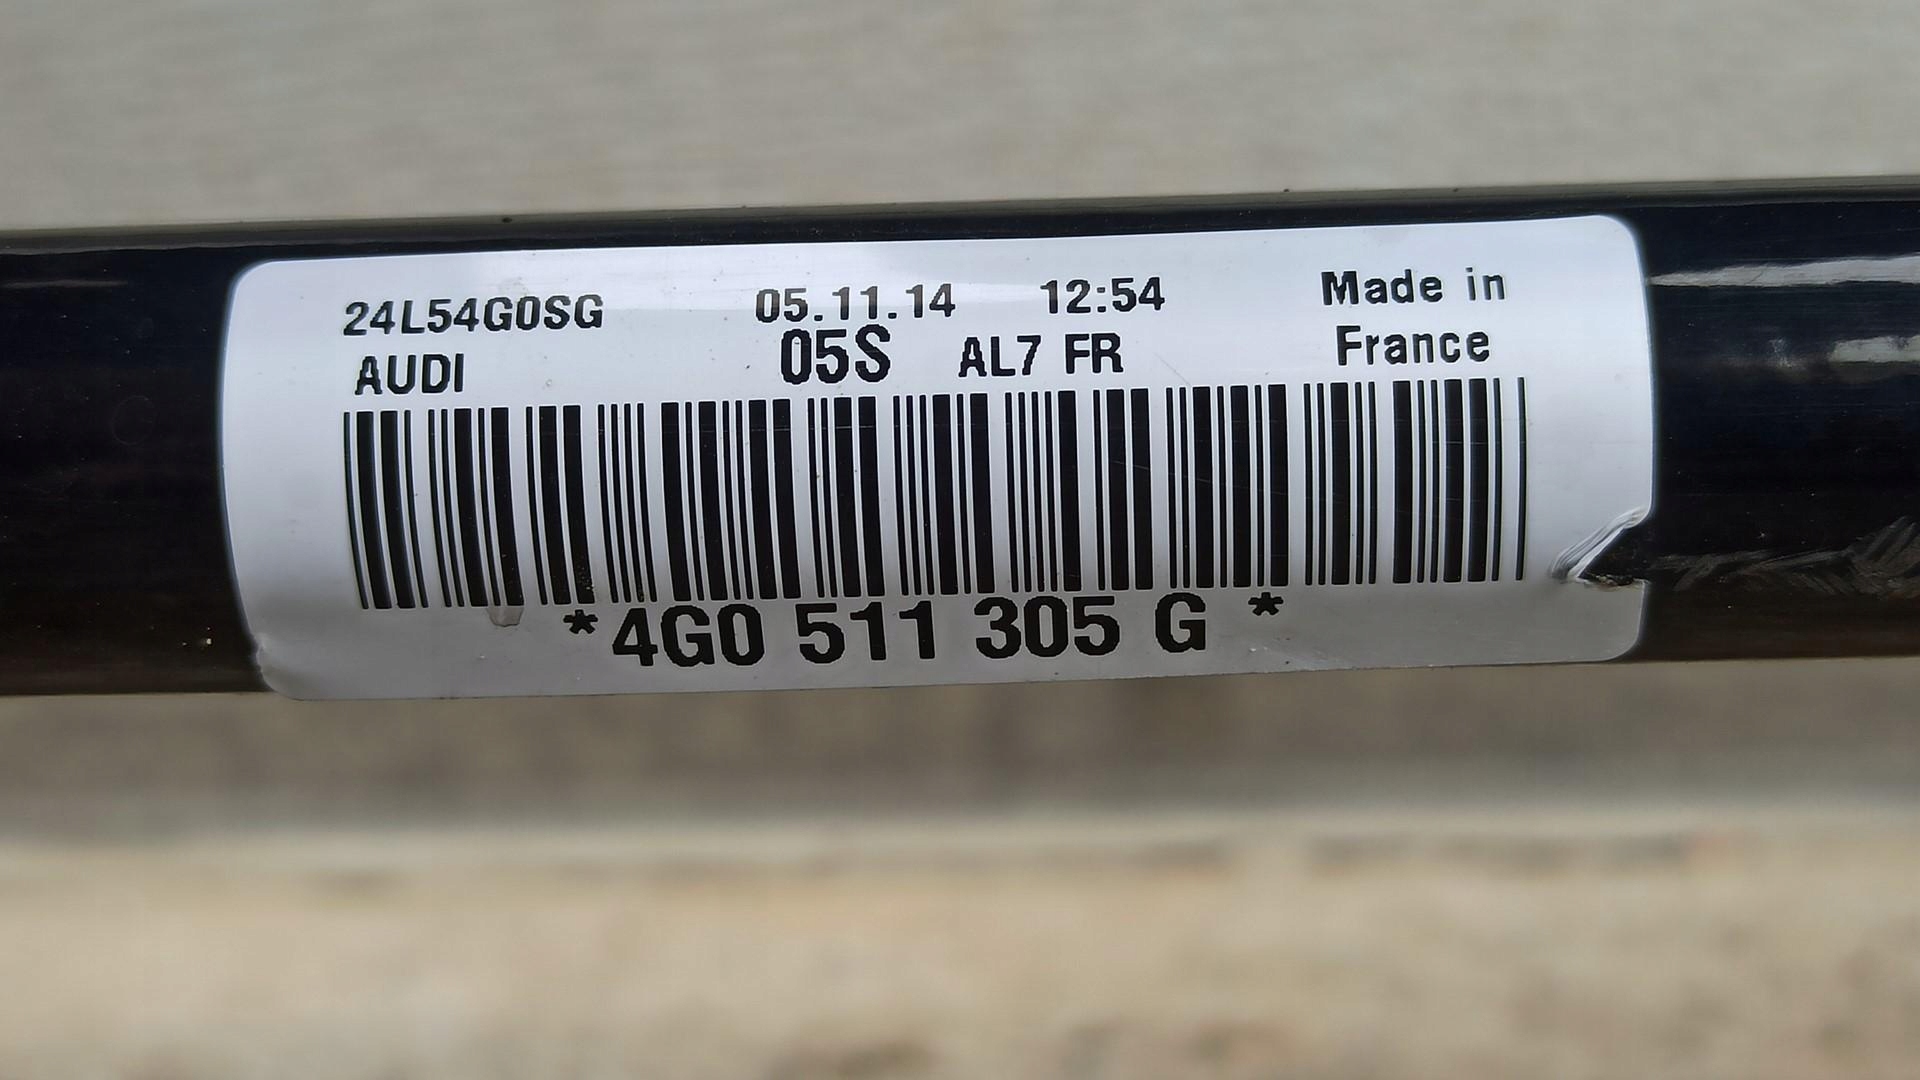 24L54G0SG 05.11.14 12:54 Made in
AUDI 05S AL7 FR France
*4G0 511 305 G *